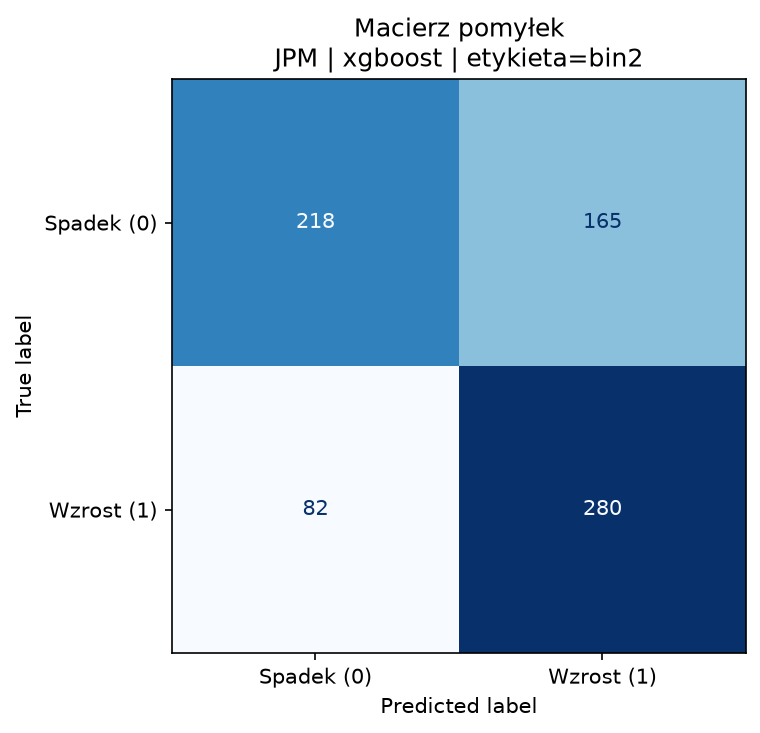 Macierz pomyłek
JPM | xgboost | etykieta=bin2
Spadek (0)
218
165
True label
Wzrost (1)
82
280
Spadek (0)
Wzrost (1)
Predicted label